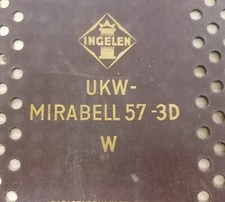 INGELEN
UKW-
MIRABELL 57-3D
W